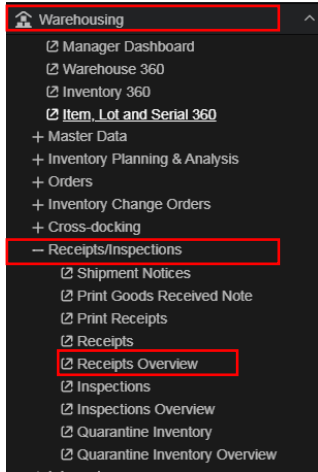 Warehousing
Manager Dashboard
Warehouse 360
Inventory 360
Item, Lot and Serial 360
+ Master Data
+ Inventory Planning & Analysis
+ Orders
+ Inventory Change Orders
+ Cross-docking
— Receipts/Inspections
Shipment Notices
Print Goods Received Note
Print Receipts
Receipts
Receipts Overview
Inspections
Inspections Overview
Quarantine Inventory
Quarantine Inventory Overview